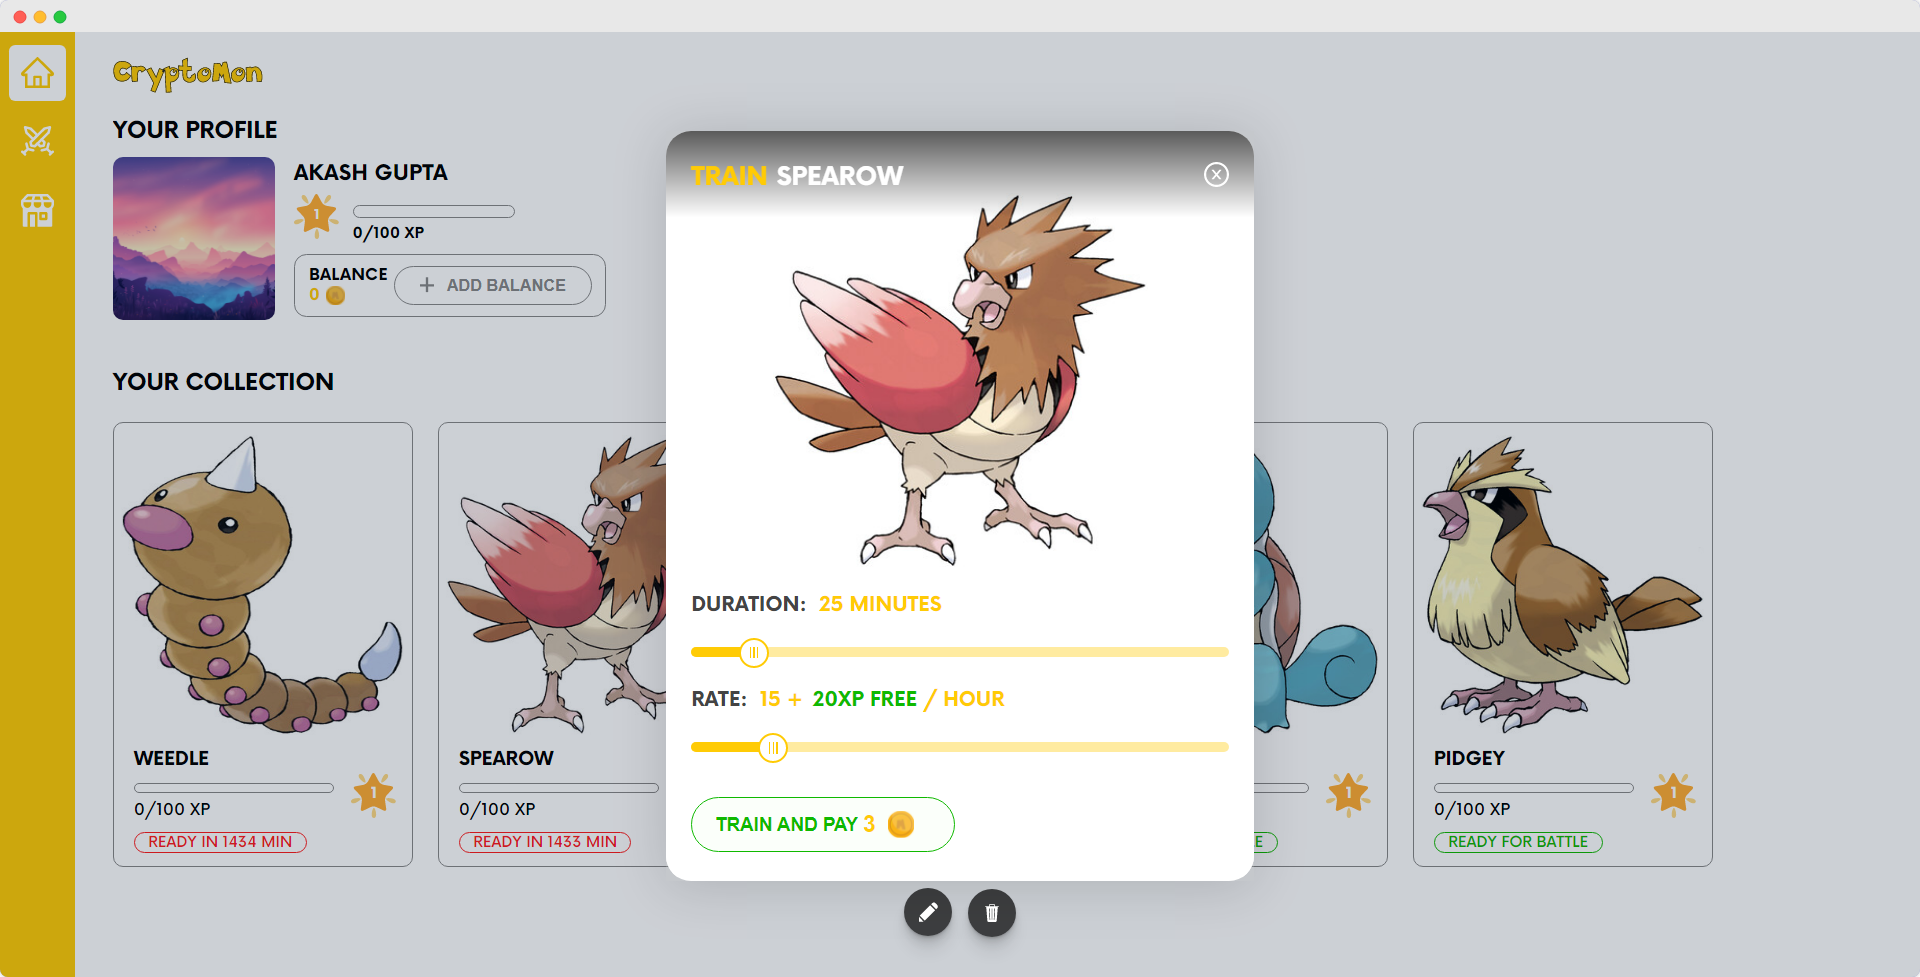 CryptoMon
YOUR PROFILE
AKASH GUPTA
1
0/100 XP
BALANCE
0
+ ADD BALANCE
YOUR COLLECTION
WEEDLE
0/100 XP
1
READY IN 1434 MIN
SPEAROW
0/100 XP
READY IN 1433 MIN
TRAIN SPEAROW
DURATION: 25 MINUTES
RATE: 15 + 20XP FREE / HOUR
TRAIN AND PAY 3
1
E
PIDGEY
0/100 XP
1
READY FOR BATTLE